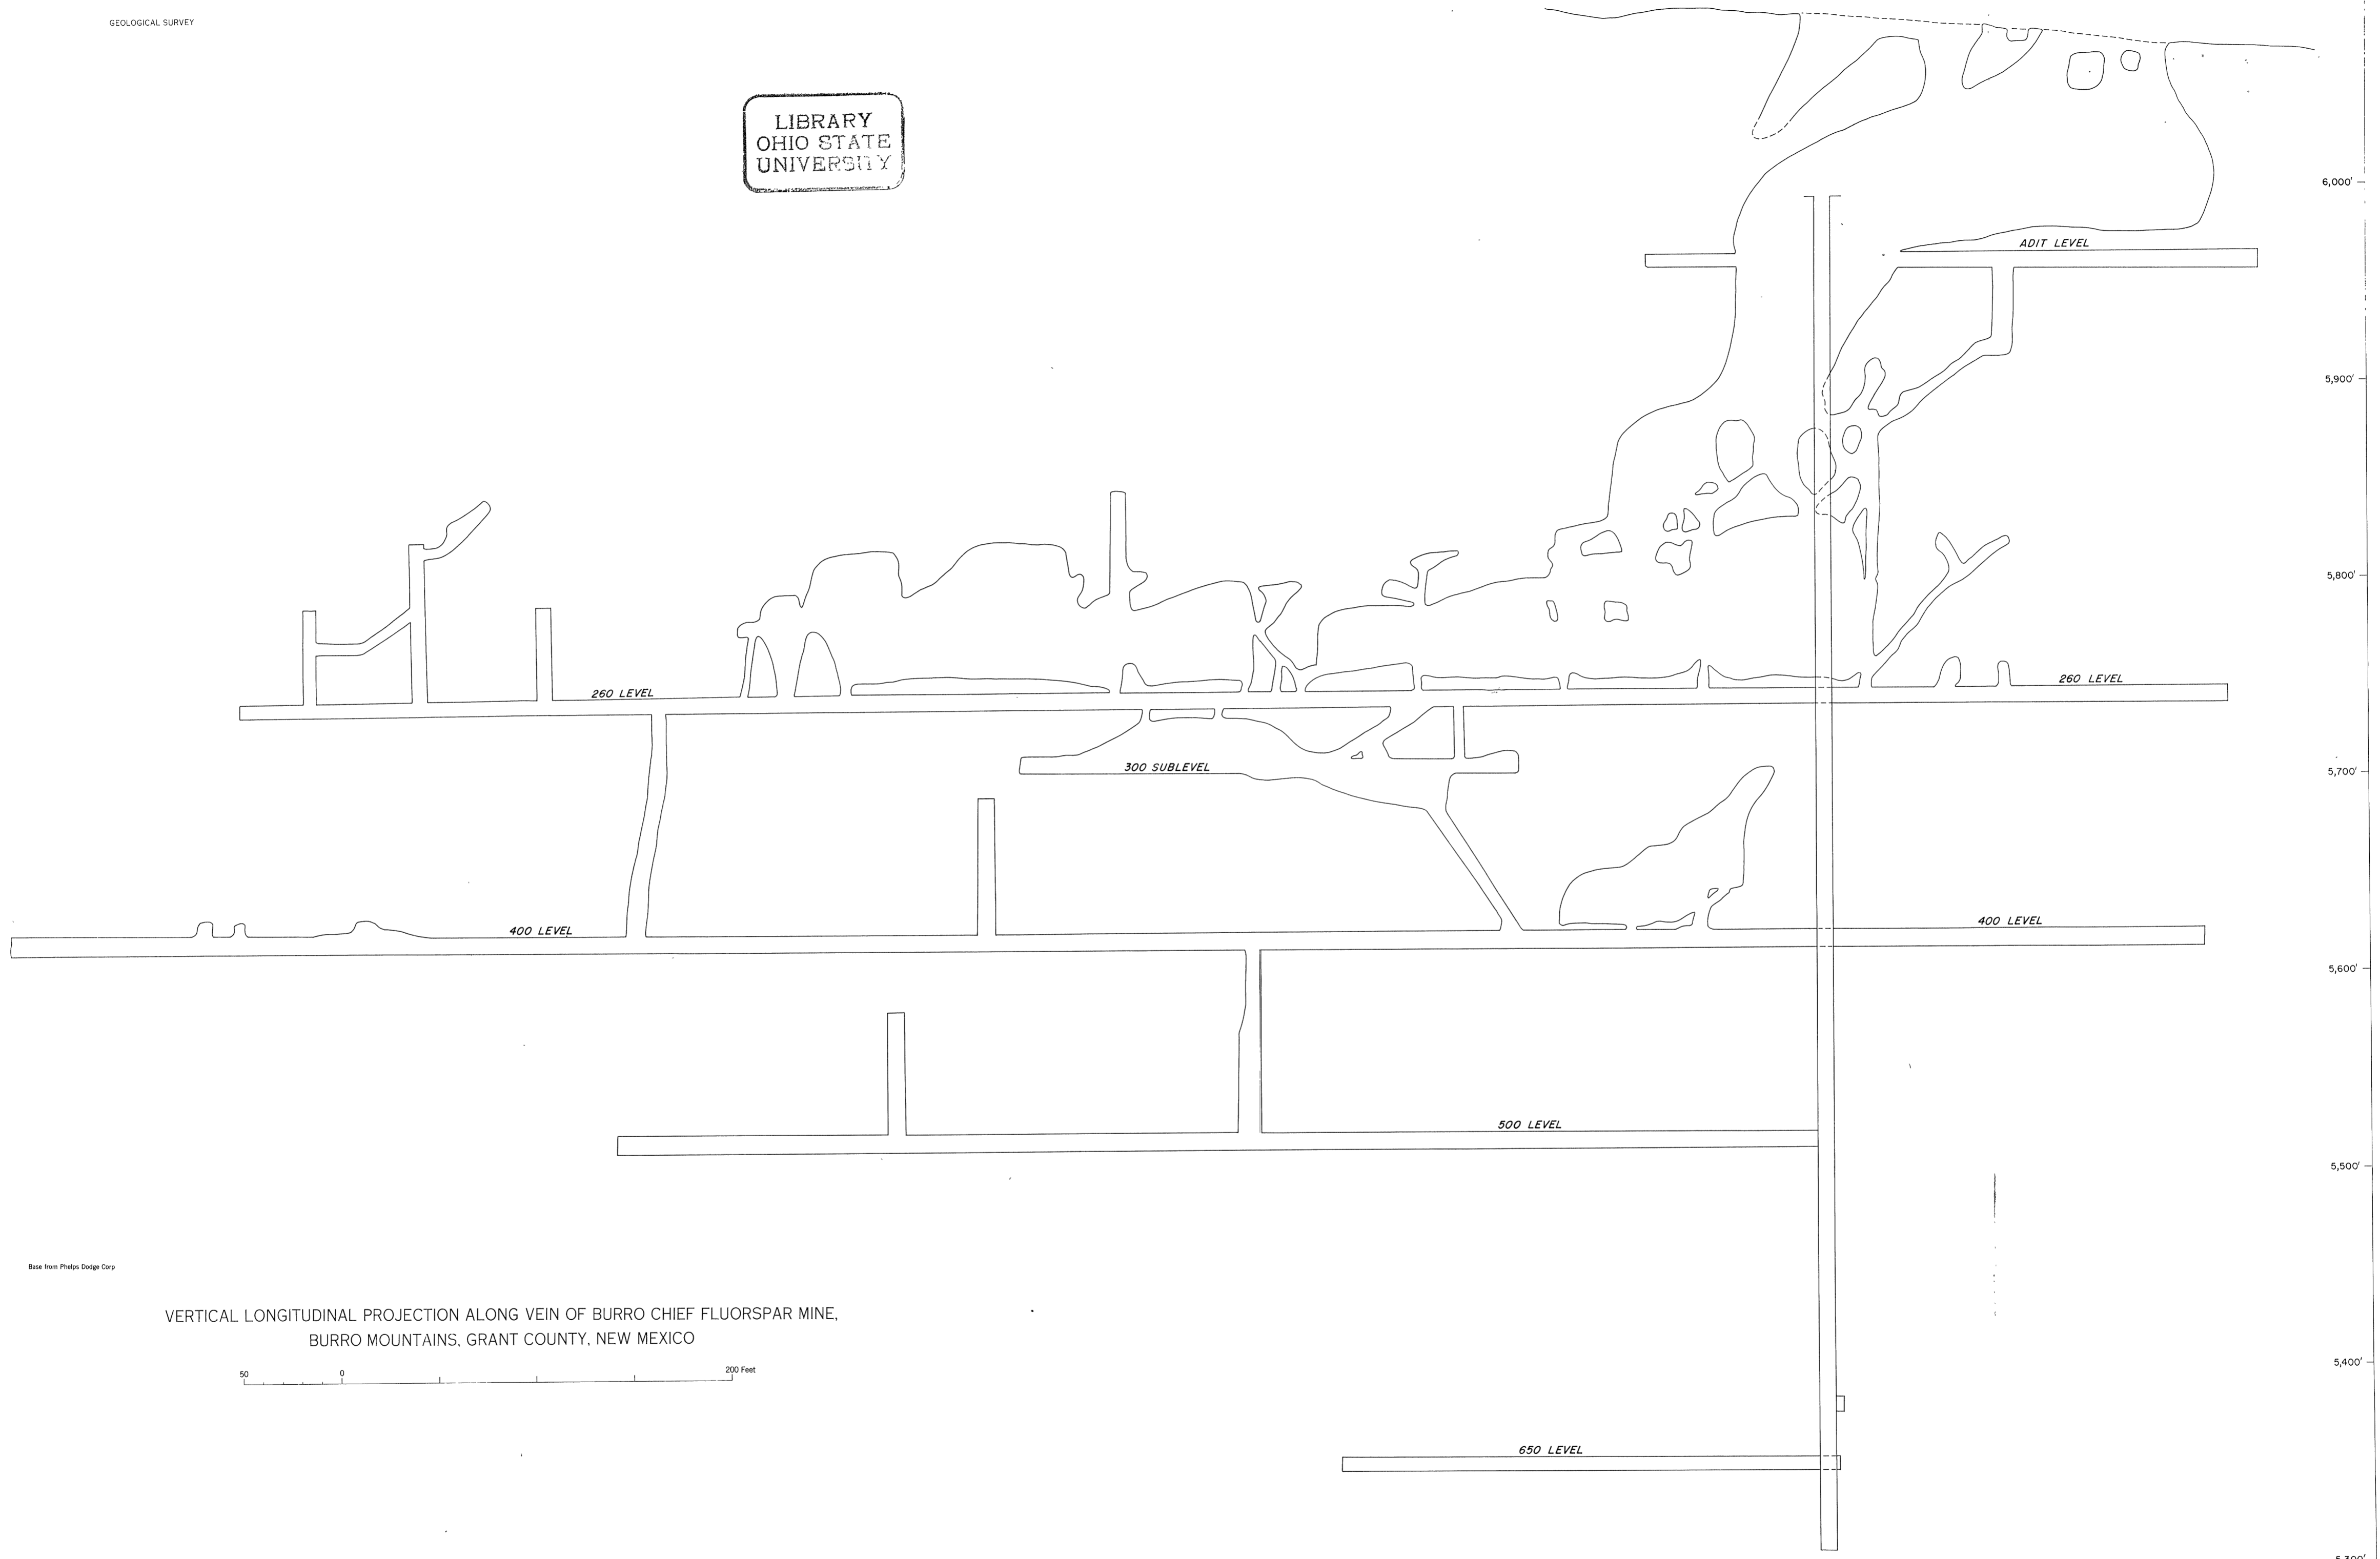 GEOLOGICAL SURVEY
LIBRARY
OHIO STATE
UNIVERSITY
6,000'
ADIT LEVEL
5,900'
5,800'
260 LEVEL
260 LEVEL
300 SUBLEVEL
5,700'
400 LEVEL
400 LEVEL
5,600'
500 LEVEL
5,500'
Base from Phelps Dodge Corp
VERTICAL LONGITUDINAL PROJECTION ALONG VEIN OF BURRO CHIEF FLUORSPAR MINE,
BURRO MOUNTAINS, GRANT COUNTY, NEW MEXICO
50 0 200 Feet
5,400'
650 LEVEL
5,300'